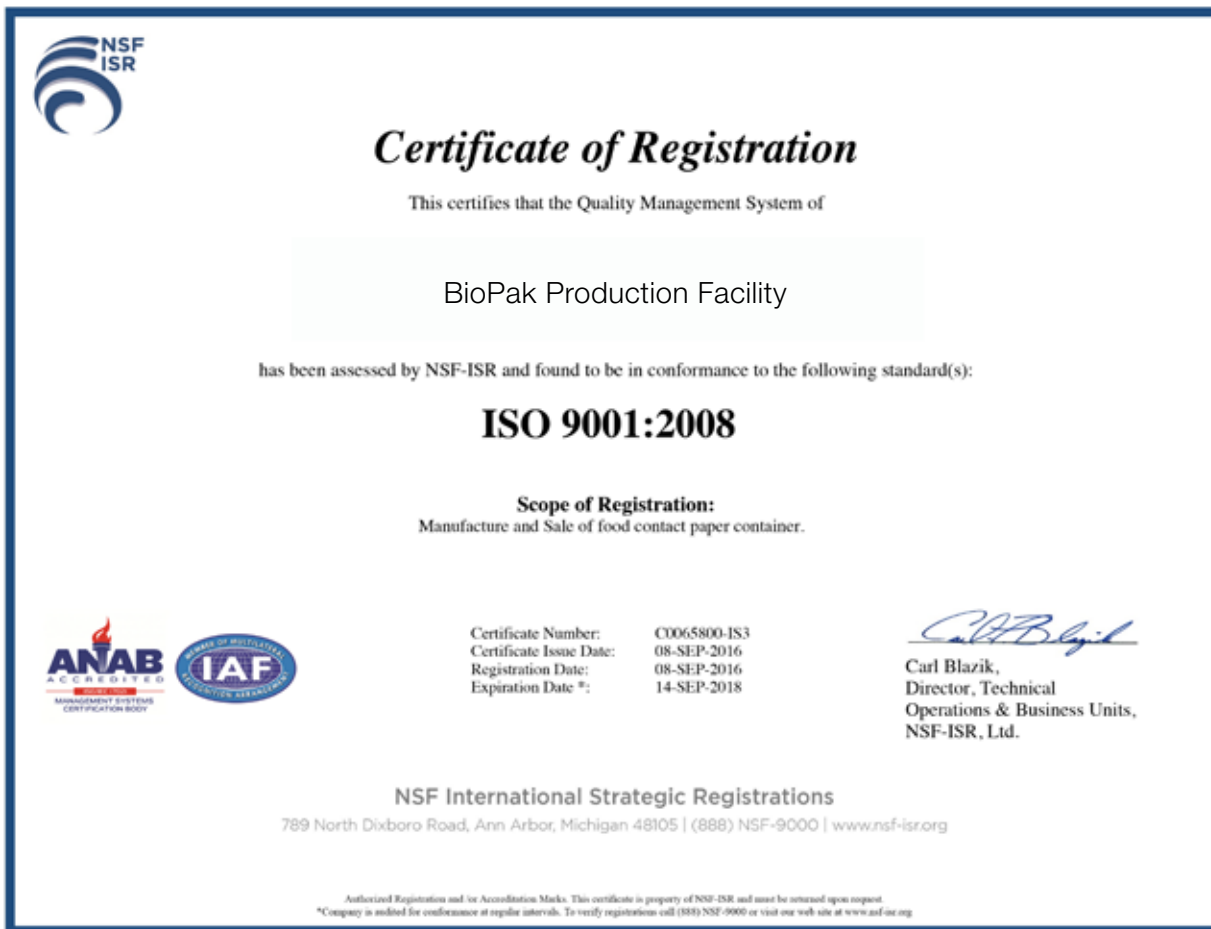 NSF
ISR
Certificate of Registration
This certifies that the Quality Management System of
BioPak Production Facility
has been assessed by NSF-ISR and found to be in conformance to the following standard(s):
ISO 9001:2008
Scope of Registration:
Manufacture and Sale of food contact paper container.
ANAB
ACCREDITED
MANAGEMENT SYSTEMS
CERTIFICATION BODY
MEMBER OF MULTILATERAL
IAF
RECOGNITION ARRANGEMENT
Certificate Number: C0065800-IS3
Certificate Issue Date: 08-SEP-2016
Registration Date: 08-SEP-2016
Expiration Date *: 14-SEP-2018
Carl Blazik,
Director, Technical
Operations & Business Units,
NSF-ISR, Ltd.
NSF International Strategic Registrations
789 North Dixboro Road, Ann Arbor, Michigan 48105 | (888) NSF-9000 | www.nsf-isr.org
Authorized Registration and /or Accreditation Marks. This certificate is property of NSF-ISR and must be returned upon request.
*Company is audited for conformance at regular intervals. To verify registrations call (888) NSF-9000 or visit our web site at www.nsf-isr.org